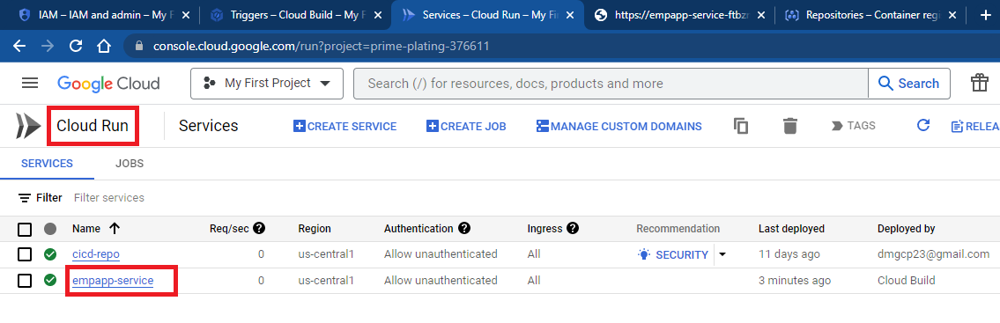 IAM – IAM and admin – My F
Triggers – Cloud Build – My F
Services – Cloud Run – My Fi
https://empapp-service-ftbzr
Repositories – Container regi
console.cloud.google.com/run?project=prime-plating-376611
Google Cloud
My First Project
Search (/) for resources, docs, products and more
Search
Cloud Run
Services
CREATE SERVICE
CREATE JOB
MANAGE CUSTOM DOMAINS
TAGS
RELEA
SERVICES
JOBS
Filter
Filter services
Name Req/sec Region Authentication Ingress Recommendation Last deployed Deployed by
cicd-repo 0 us-central1 Allow unauthenticated All SECURITY 11 days ago dmgcp23@gmail.com
empapp-service 0 us-central1 Allow unauthenticated All 3 minutes ago Cloud Build